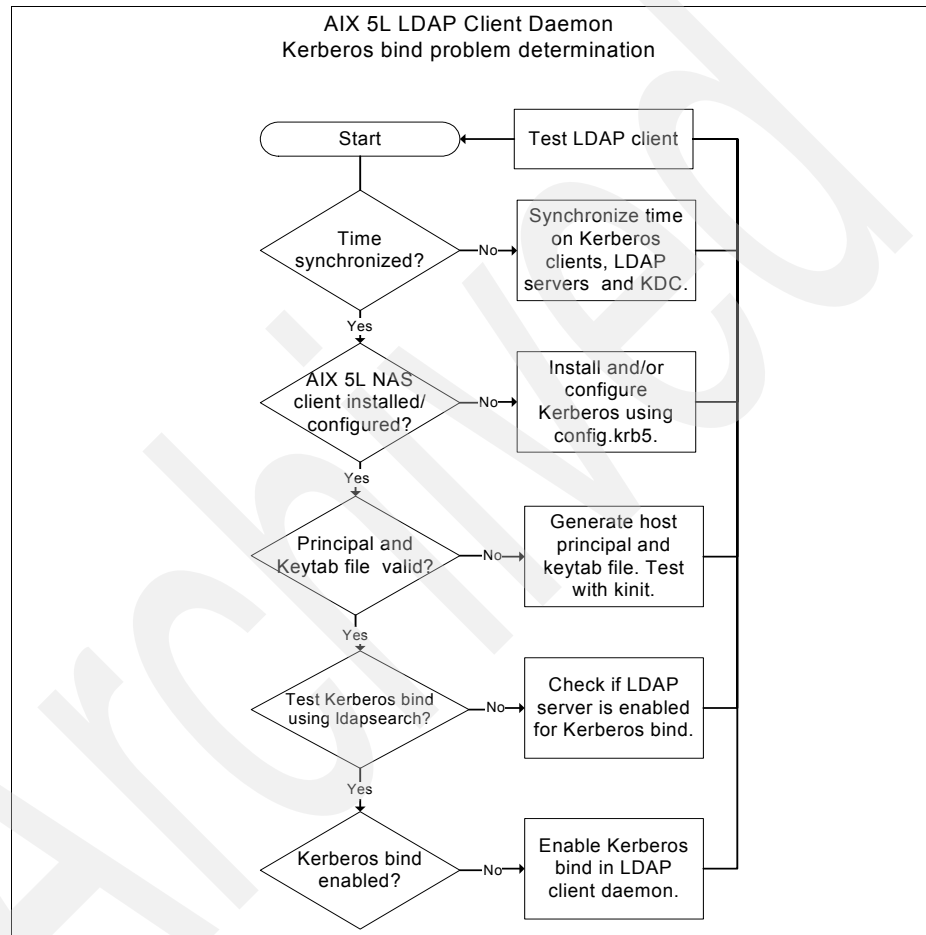 AIX 5L LDAP Client Daemon
Kerberos bind problem determination
Start
Test LDAP client
Time
synchronized?
No
Synchronize time
on Kerberos
clients, LDAP
servers and KDC.
Yes
AIX 5L NAS
client installed/
configured?
No
Install and/or
configure
Kerberos using
config.krb5.
Yes
Principal and
Keytab file valid?
No
Generate host
principal and
keytab file. Test
with kinit.
Yes
Test Kerberos bind
using ldapsearch?
No
Check if LDAP
server is enabled
for Kerberos bind.
Yes
Kerberos bind
enabled?
No
Enable Kerberos
bind in LDAP
client daemon.
Archived